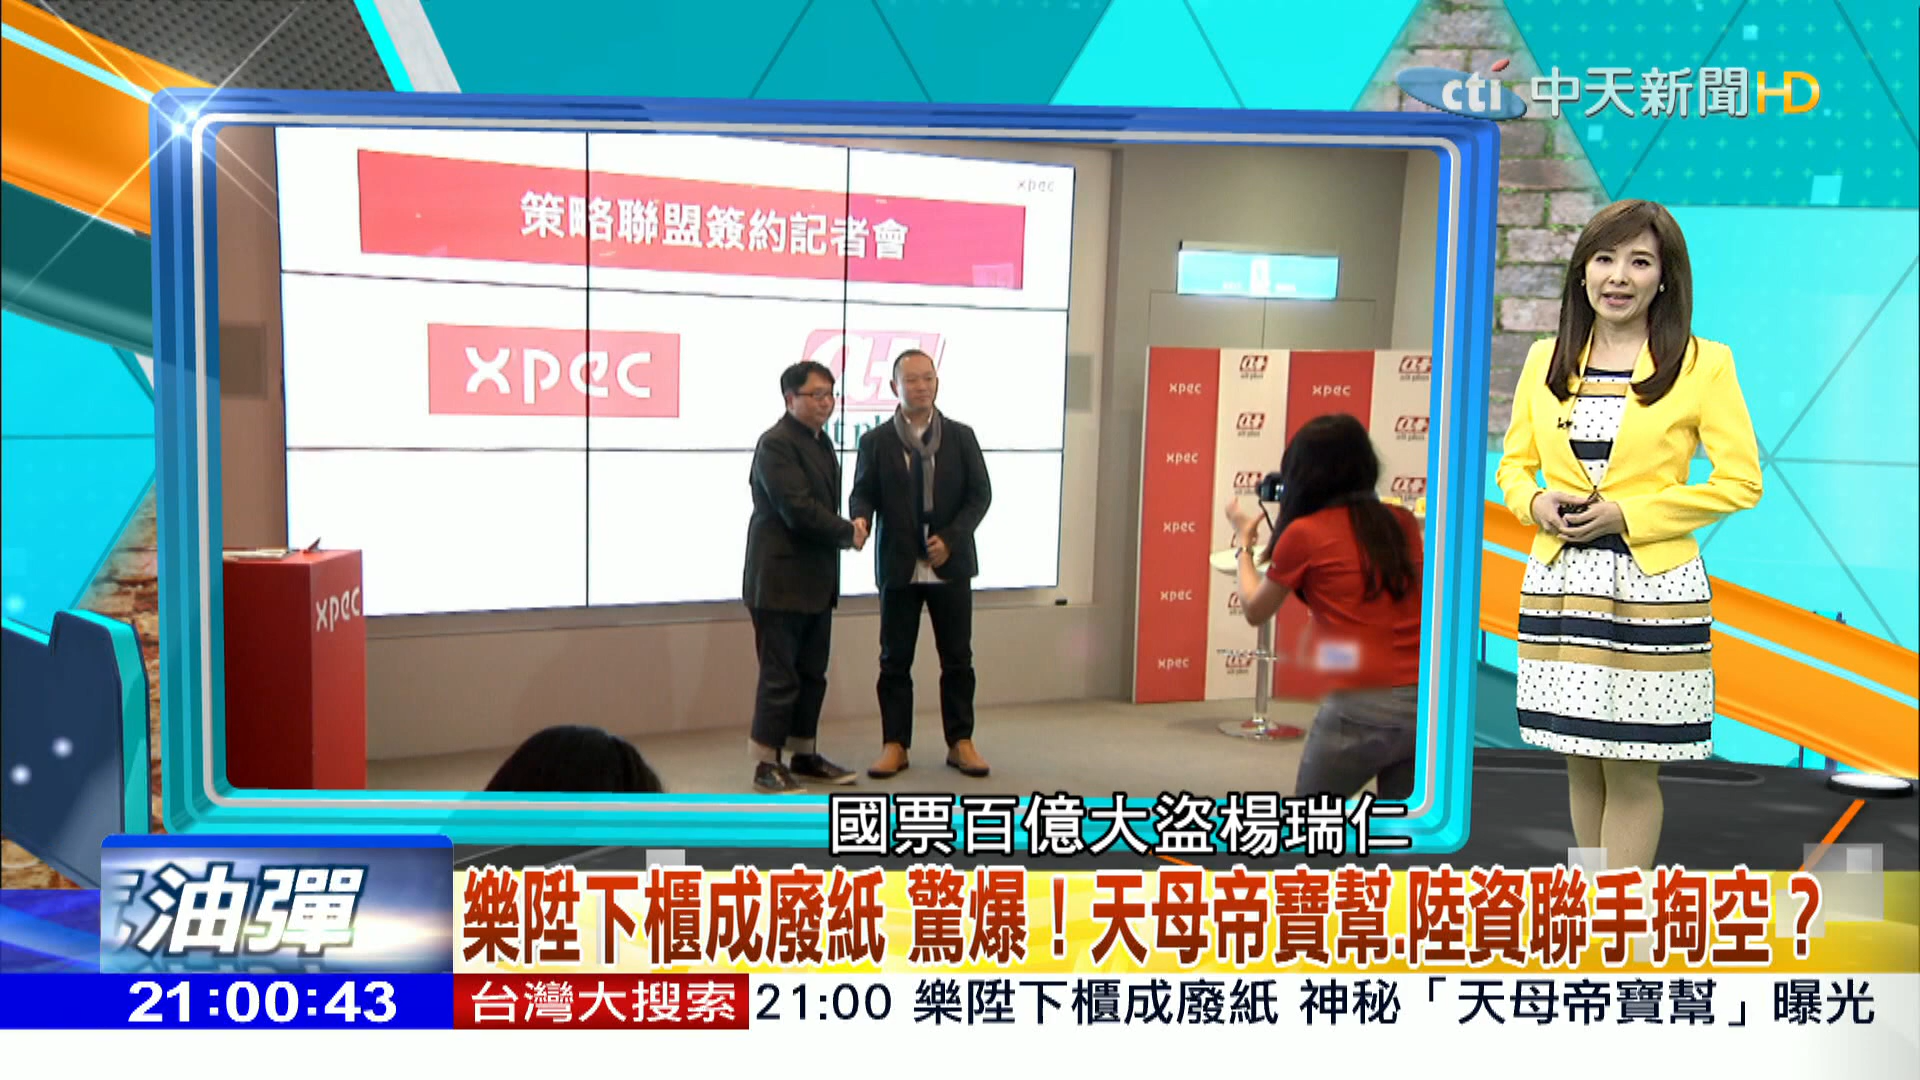 cti 中天新聞HD
xpec
策略聯盟簽約記者會
xpec
a+
xpec
xpec
a+
xpec
a+
xpec
a+
a+
xpec
a+
a+
xpec
xpec
國票百億大盜楊瑞仁
油彈
樂陞下櫃成廢紙 驚爆！天母帝寶幫.陸資聯手掏空？
21:00:43
台灣大搜索
21:00 樂陞下櫃成廢紙 神秘「天母帝寶幫」曝光